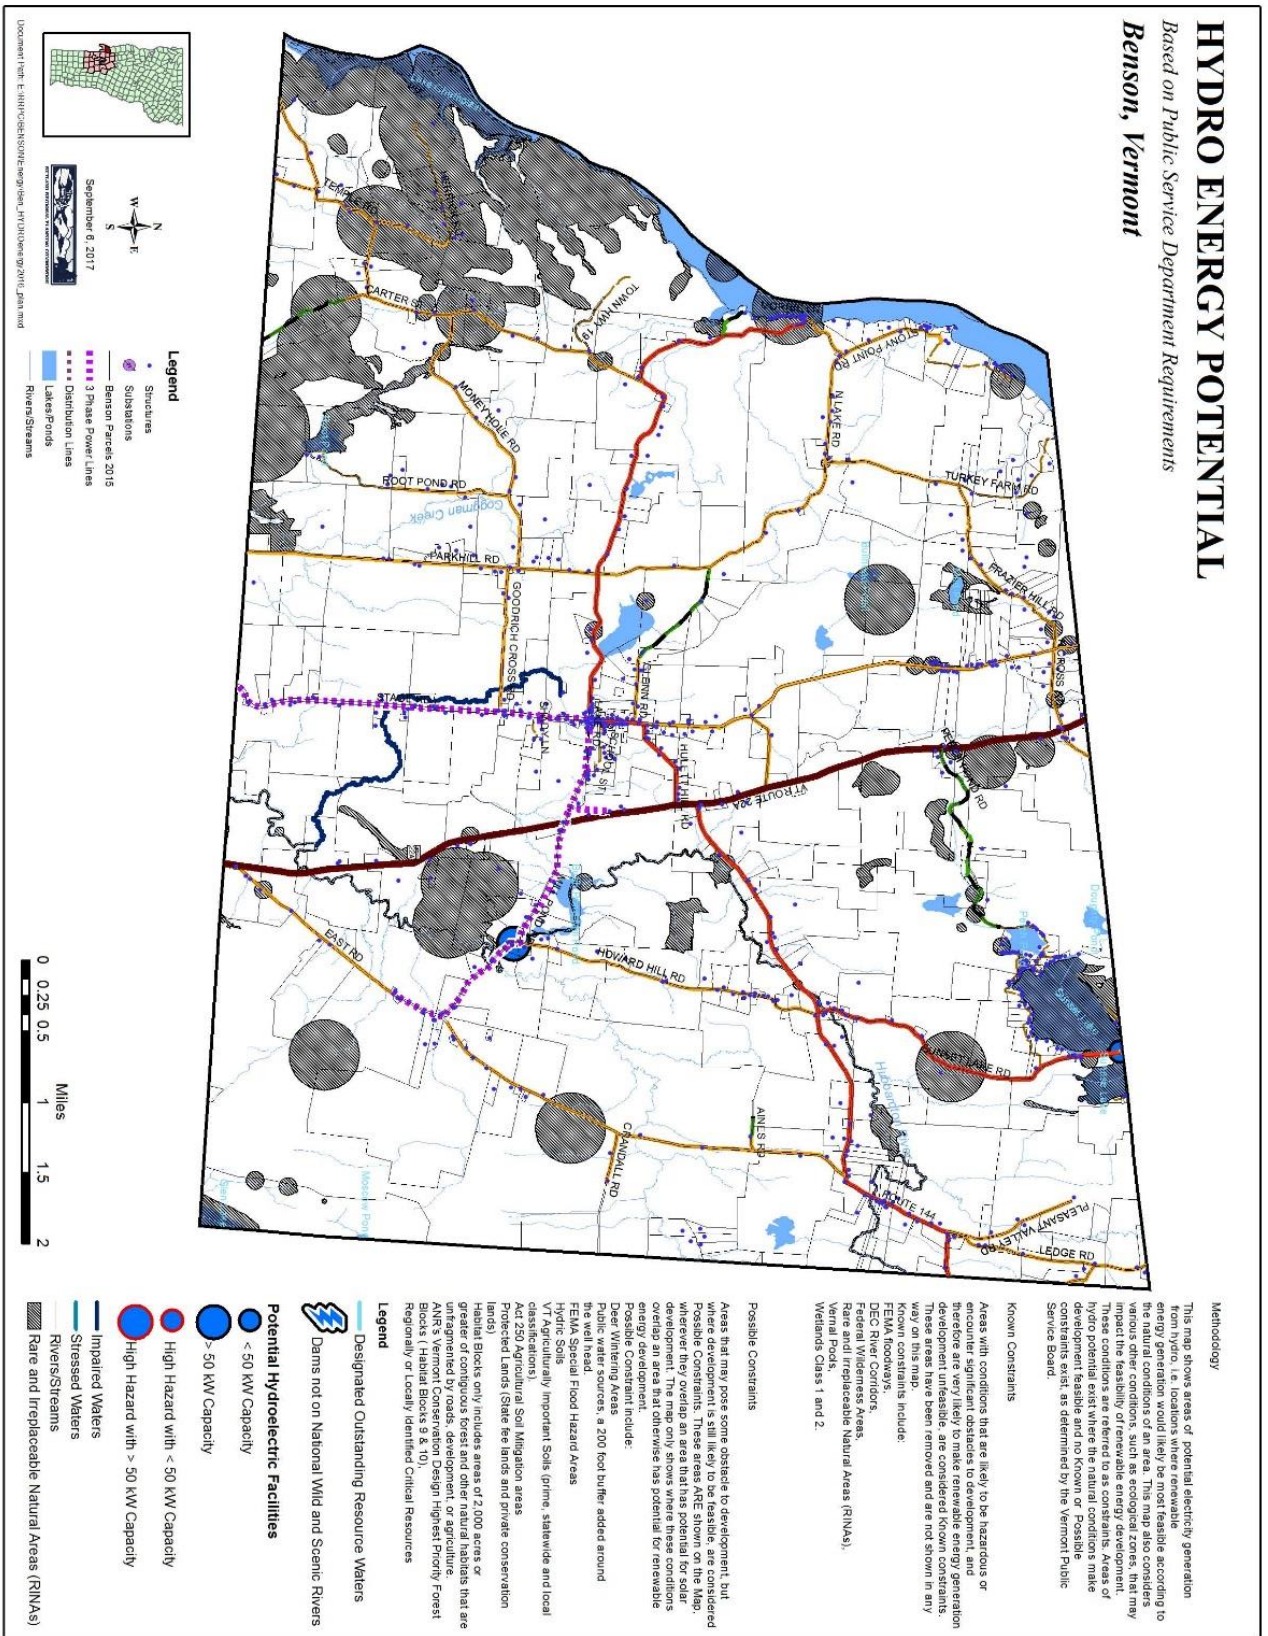 HYDRO ENERGY POTENTIAL
Based on Public Service Department Requirements
Benson, Vermont
Methodology
This map shows areas of potential electricity generation
from hydro, i.e. locations where renewable
energy generation would likely be most feasible according to
the natural conditions of an area. This map also considers
various other conditions, such as ecological zones, that may
impact the feasibility of renewable energy development.
These conditions are referred to as constraints. Areas of
hydro potential exist where the natural conditions make
development feasible and no Known or Possible
constraints exist, as determined by the Vermont Public
Service Board.
Known Constraints
Areas with conditions that are likely to be hazardous or
encounter significant obstacles to development, and
therefore are very likely to make renewable energy generation
development unfeasible, are considered Known constraints.
These areas have been removed and are not shown in any
way on this map.
Known constraints include:
FEMA Floodways,
DEC River Corridors,
Federal Wilderness Areas,
Rare andl Irreplaceable Natural Areas (RINAs),
Vernal Pools,
Wetlands Class 1 and 2.
Possible Constraints
Areas that may pose some obstacle to development, but
where development is still likely to be feasible, are considered
Possible Constraints. These areas ARE shown on the Map,
wherever they overlap an area that has potential for solar
development. The map only shows where these conditions
overlap an area that otherwise has potential for renewable
energy development.
Possible Constraint include:
Deer Wintering Areas
Public water sources, a 200 foot buffer added around
the well head.
FEMA Special Flood Hazard Areas
Hydric Soils
VT Agriculturally Important Soils (prime, statewide and local
classifications),
Act 250 Agricultural Soil Mitigation areas
Protected Lands (State fee lands and private conservation
lands)
Habitat Blocks only includes areas of 2,000 acres or
greater of contiguous forest and other natural habitats that are
unfragmented by roads, development, or agriculture,
ANR's Vermont Conservation Design Highest Priority Forest
Blocks ( Habitat Blocks 9 & 10),
Regionally or Locally Identified Critical Resources
Legend
Designated Outstanding Resource Waters
Dams not on National Wild and Scenic Rivers
Potential Hydroelectric Facilities
< 50 kW Capacity
> 50 kW Capacity
High Hazard with < 50 kW Capacity
High Hazard with > 50 kW Capacity
Impaired Waters
Stressed Waters
Rivers/Streams
Rare and Irreplaceable Natural Areas (RINAs)
STONY POINT RD
N LAKE RD
TURKEY FARM RD
FRAZIER HILL RD
CROSS
TOWN HWY 19
TEMPLE RD
CARTER ST
MONEY HOLE RD
ROOT POND RD
Coggman Creek
PARKHILL RD
GOODRICH CROSS RD
GLENN RD
HULETT HILL RD
VT ROUTE 22A
HOWARD HILL RD
SUNSET LAKE RD
Sunset Lake
EAST RD
CRANDALL RD
AINLS RD
ROUTE 144
PLEASANT VALLEY RD
LEDGE RD
Moscow Pond
Legend
Structures
Substations
Benson Parcels 2015
3 Phase Power Lines
Distribution Lines
Lakes/Ponds
Rivers/Streams
N
W
E
S
September 6, 2017
0
0.25
0.5
1
1.5
2
Miles